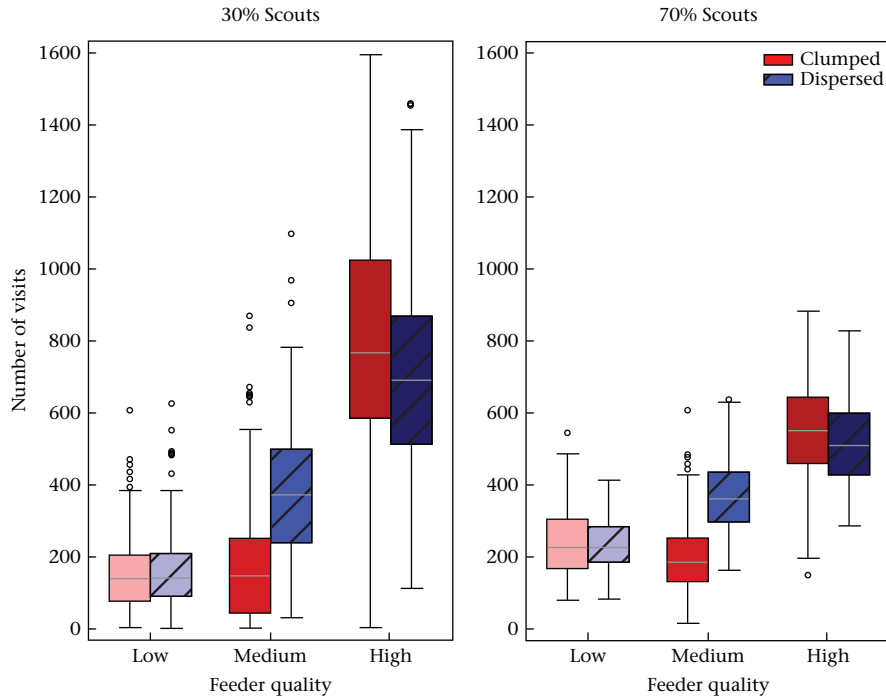 30% Scouts
70% Scouts
Number of visits
1600
1400
1200
1000
800
600
400
200
0
Low
Medium
High
Feeder quality
1600
1400
1200
1000
800
600
400
200
0
Low
Medium
High
Feeder quality
Clumped
Dispersed